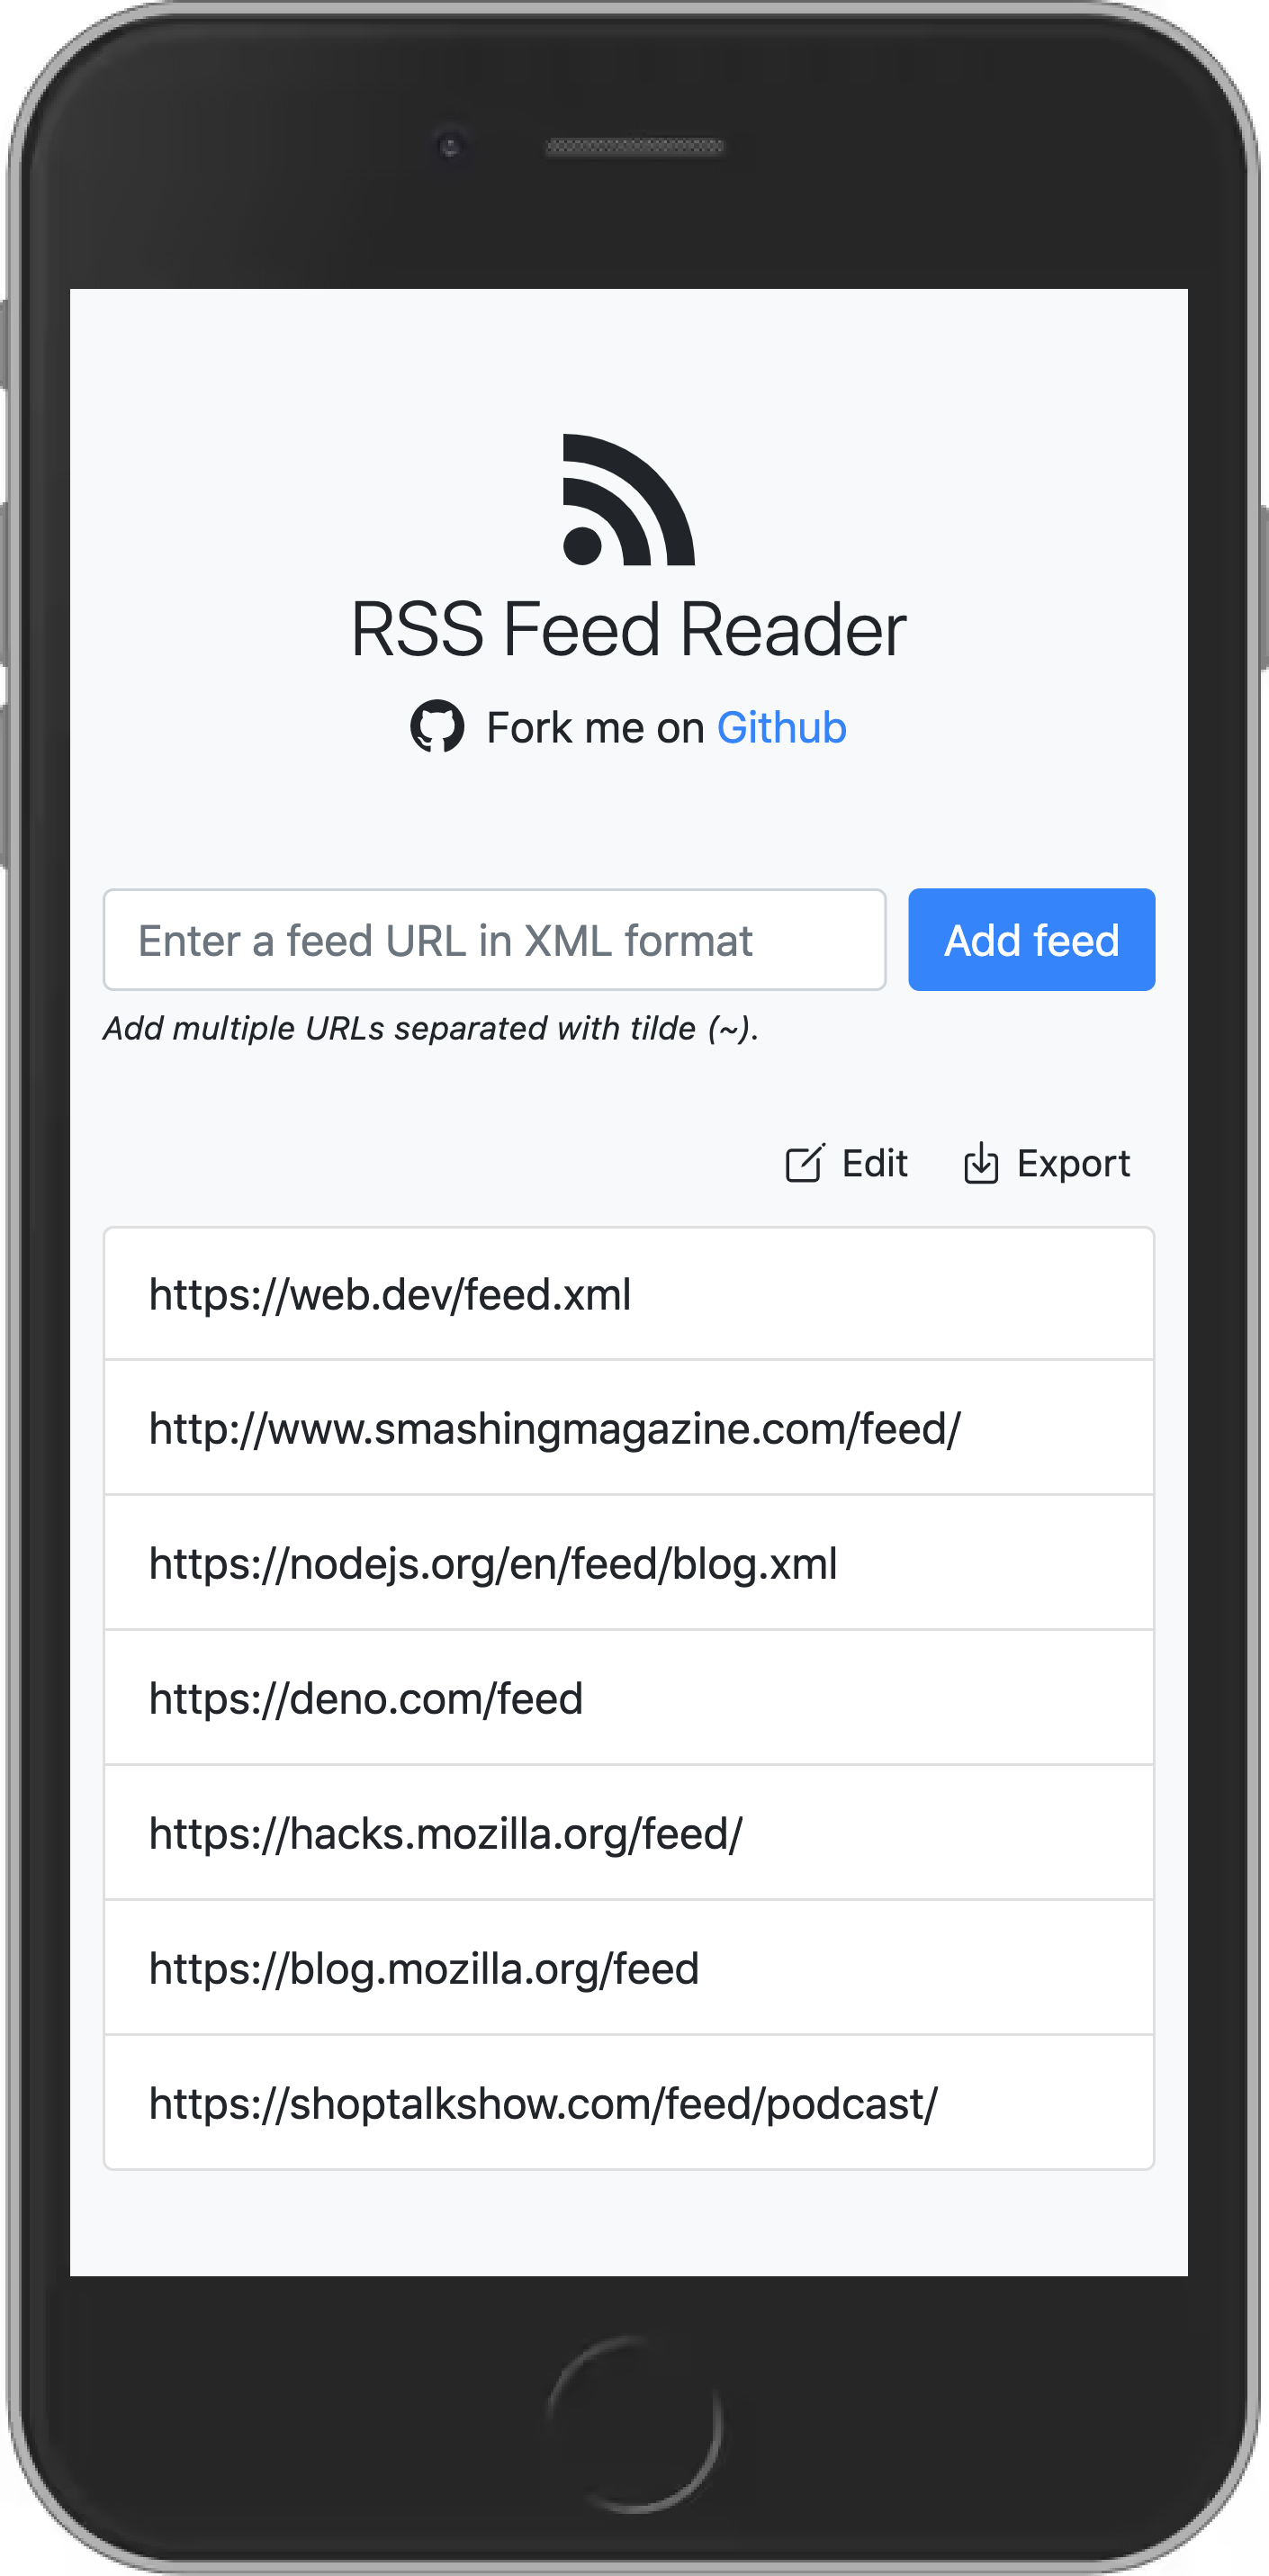 RSS Feed Reader
Fork me on Github
Enter a feed URL in XML format
Add feed
Add multiple URLs separated with tilde (~).
Edit Export
https://web.dev/feed.xml
http://www.smashingmagazine.com/feed/
https://nodejs.org/en/feed/blog.xml
https://deno.com/feed
https://hacks.mozilla.org/feed/
https://blog.mozilla.org/feed
https://shoptalkshow.com/feed/podcast/